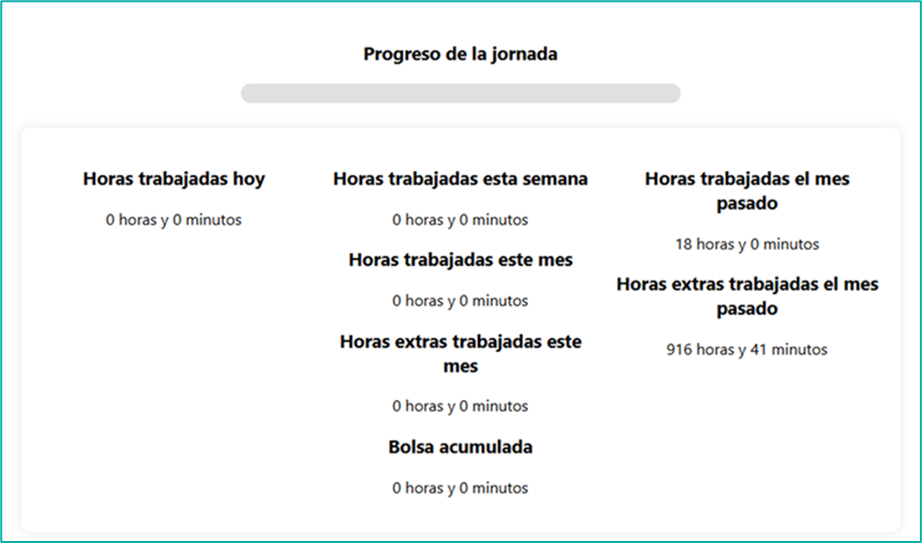 Progreso de la jornada
Horas trabajadas hoy
0 horas y 0 minutos
Horas trabajadas esta semana
0 horas y 0 minutos
Horas trabajadas este mes
0 horas y 0 minutos
Horas extras trabajadas este
mes
0 horas y 0 minutos
Bolsa acumulada
0 horas y 0 minutos
Horas trabajadas el mes
pasado
18 horas y 0 minutos
Horas extras trabajadas el mes
pasado
916 horas y 41 minutos